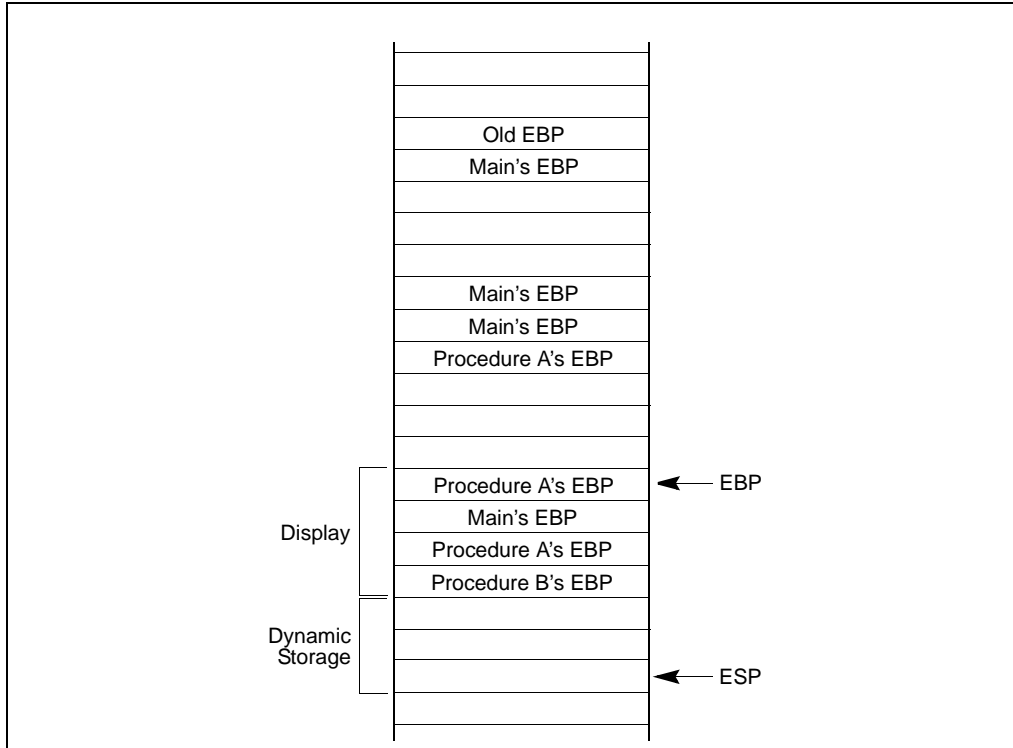 Old EBP
Main's EBP
Main's EBP
Main's EBP
Procedure A's EBP
Procedure A's EBP
EBP
Main's EBP
Display
Procedure A's EBP
Procedure B's EBP
Dynamic
Storage
ESP